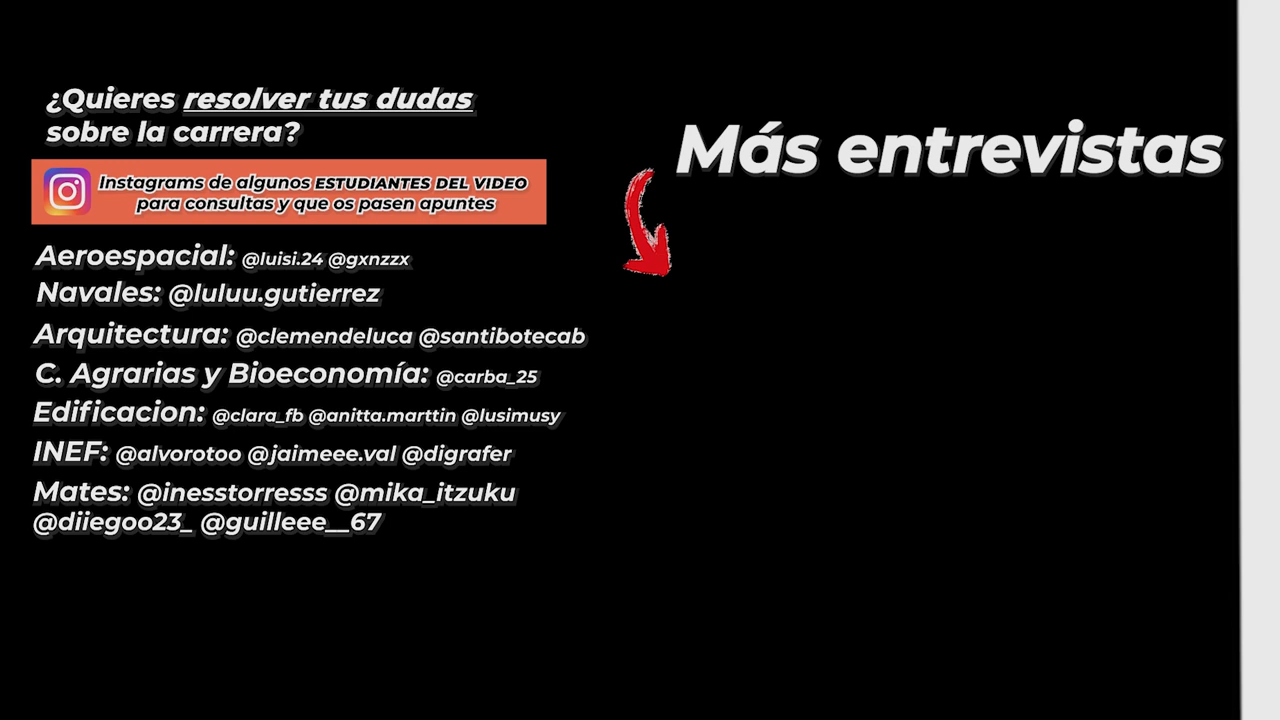 ¿Quieres resolver tus dudas
sobre la carrera?
Instagrams de algunos ESTUDIANTES DEL VIDEO
para consultas y que os pasen apuntes
Aeroespacial: @luisi.24 @gxnzzx
Navales: @luluu.gutierrez
Arquitectura: @clemendeluca @santibotecab
C. Agrarias y Bioeconomía: @carba_25
Edificacion: @clara_fb @anitta.marttin @lusimusy
INEF: @alvorotoo @jaimeee.val @digrafer
Mates: @inesstorresss @mika_itzuku
@diiegoo23_ @guilleee__67
Más entrevistas